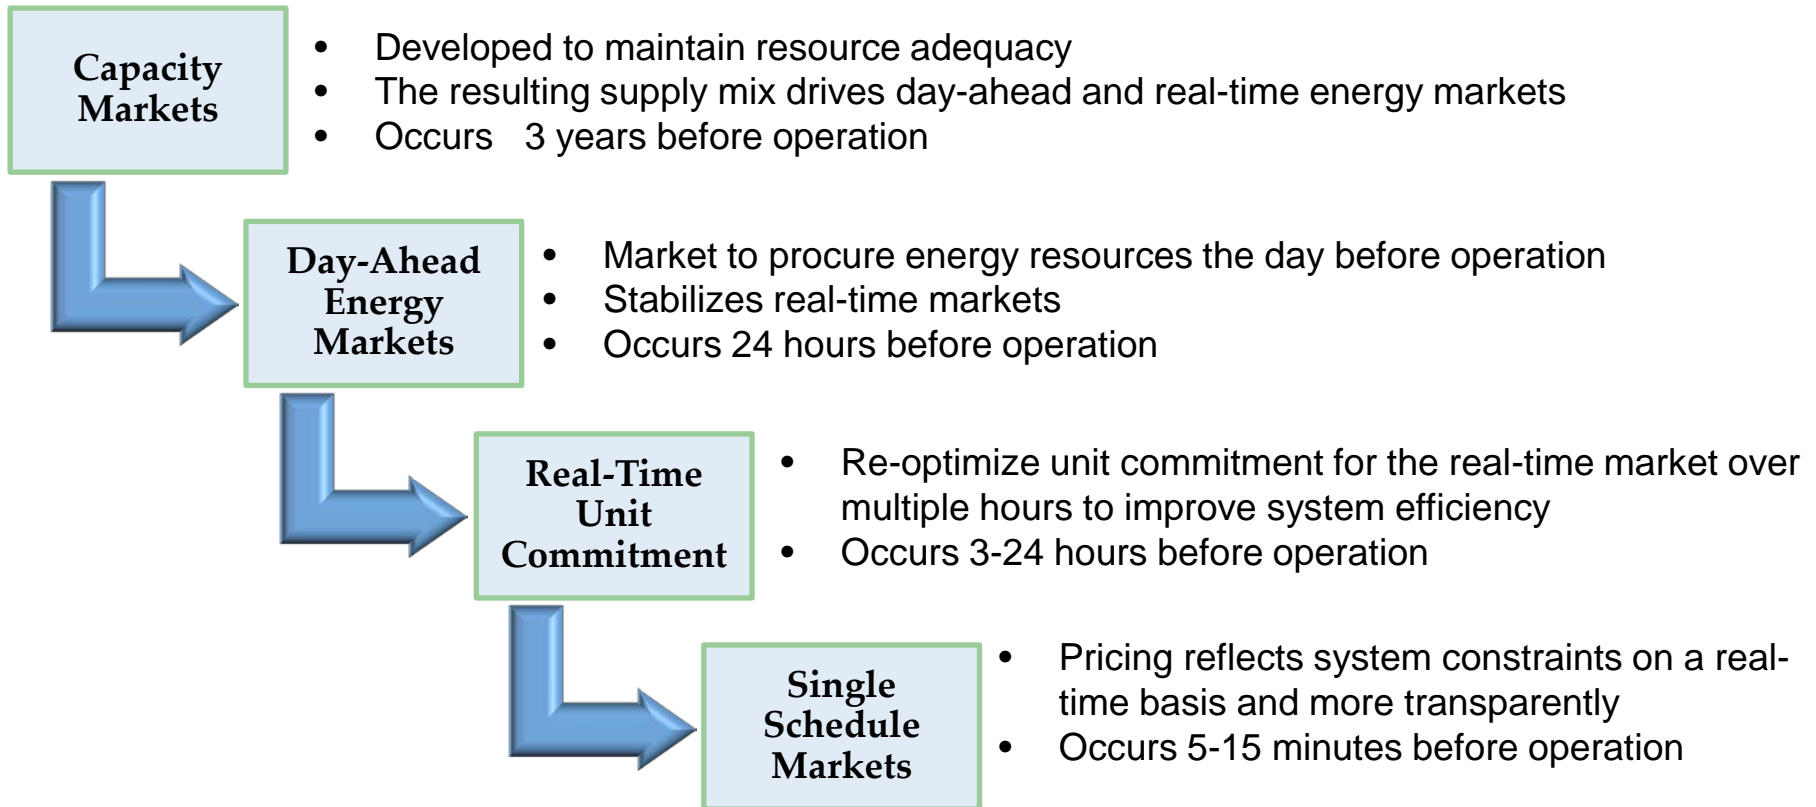 Capacity
Markets
• Developed to maintain resource adequacy
• The resulting supply mix drives day-ahead and real-time energy markets
• Occurs 3 years before operation
Day-Ahead
Energy
Markets
• Market to procure energy resources the day before operation
• Stabilizes real-time markets
• Occurs 24 hours before operation
Real-Time
Unit
Commitment
• Re-optimize unit commitment for the real-time market over
multiple hours to improve system efficiency
• Occurs 3-24 hours before operation
Single
Schedule
Markets
• Pricing reflects system constraints on a real-
time basis and more transparently
• Occurs 5-15 minutes before operation